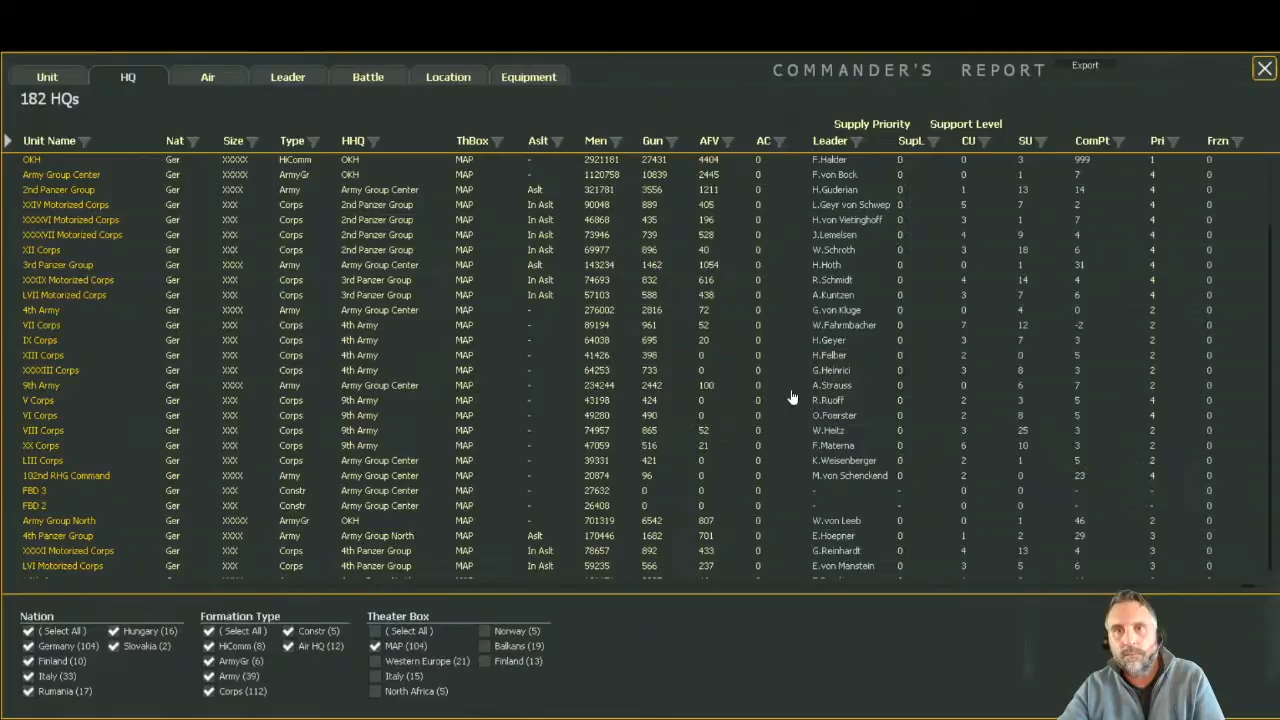 Unit HQ Air Leader Battle Location Equipment COMMANDER'S REPORT Export
182 HQs
Supply Priority Support Level
Unit Name Nat Size Type HHQ ThBox Aslt Men Gun AFV AC Leader SupL CU SU ComPt Pri Frzn
OKH Ger XXXXX HiComm OKH MAP - 2921181 27431 4404 0 F.Halder 0 0 3 999 1 0
Army Group Center Ger XXXXX ArmyGr OKH MAP - 1120758 10839 2445 0 F.von Bock 0 0 1 7 4 0
2nd Panzer Group Ger XXXX Army Army Group Center MAP Aslt 321781 3556 1211 0 H.Guderian 0 1 13 14 4 0
XXIV Motorized Corps Ger XXX Corps 2nd Panzer Group MAP In Aslt 90048 889 405 0 L.Geyr von Schwep 0 5 7 2 4 0
XXXXVI Motorized Corps Ger XXX Corps 2nd Panzer Group MAP In Aslt 46868 435 196 0 H.von Vietinghoff 0 3 1 7 4 0
XXXXVII Motorized Corps Ger XXX Corps 2nd Panzer Group MAP In Aslt 76634 739 528 0 J.Lemelsen 0 4 9 4 4 0
XII Corps Ger XXX Corps 2nd Panzer Group MAP In Aslt 69977 896 40 0 W.Schroth 0 3 18 6 4 0
3rd Panzer Group Ger XXXX Army Army Group Center MAP Aslt 143234 1462 1054 0 H.Hoth 0 0 1 31 4 0
XXXIX Motorized Corps Ger XXX Corps 3rd Panzer Group MAP In Aslt 74693 832 616 0 R.Schmidt 0 4 14 4 4 0
LVII Motorized Corps Ger XXX Corps 3rd Panzer Group MAP In Aslt 57103 588 438 0 A.Kuntzen 0 3 7 6 4 0
4th Army Ger XXXX Army Army Group Center MAP - 276002 2816 72 0 G.von Kluge 0 0 4 0 2 0
VII Corps Ger XXX Corps 4th Army MAP - 89194 961 52 0 W.Fahrmbacher 0 7 12 -2 2 0
IX Corps Ger XXX Corps 4th Army MAP - 64038 695 20 0 H.Geyer 0 3 7 3 2 0
XIII Corps Ger XXX Corps 4th Army MAP - 41426 398 0 0 H.Felber 0 2 0 5 2 0
XXXXIII Corps Ger XXX Corps 4th Army MAP - 64253 733 0 0 G.Heinrici 0 3 8 3 2 0
9th Army Ger XXXX Army Army Group Center MAP - 234244 2442 100 0 A.Strauss 0 0 6 7 2 0
V Corps Ger XXX Corps 9th Army MAP - 43198 424 0 0 R.Ruoff 0 2 3 5 4 0
VI Corps Ger XXX Corps 9th Army MAP - 49280 490 0 0 O.Foerster 0 2 8 5 4 0
VIII Corps Ger XXX Corps 9th Army MAP - 74957 865 52 0 W.Heitz 0 3 25 3 2 0
XX Corps Ger XXX Corps 9th Army MAP - 47059 516 21 0 F.Materna 0 6 10 3 2 0
LIII Corps Ger XXX Corps Army Group Center MAP - 39331 421 0 0 K.Weisenberger 0 2 1 5 2 0
102nd RHG Command Ger XXX Army Army Group Center MAP - 20874 96 0 0 M.von Schenckend 0 2 0 23 4 0
FBD 3 Ger XXX Constr Army Group Center MAP - 27632 0 0 0 - - 0 0 - - 0
FBD 2 Ger XXX Constr Army Group Center MAP - 26408 0 0 0 - - 0 0 - - 0
Army Group North Ger XXXXX ArmyGr OKH MAP - 701319 6542 807 0 W.von Leeb 0 0 1 46 2 0
4th Panzer Group Ger XXXX Army Army Group North MAP Aslt 170446 1682 701 0 E.Hoepner 0 1 2 29 3 0
XXXXI Motorized Corps Ger XXX Corps 4th Panzer Group MAP In Aslt 78657 892 433 0 G.Reinhardt 0 4 13 4 3 0
LVI Motorized Corps Ger XXX Corps 4th Panzer Group MAP In Aslt 59235 566 237 0 E.von Manstein 0 3 5 6 3 0
Nation Formation Type Theater Box
( Select All ) Hungary (16) ( Select All ) Constr (5) ( Select All ) Norway (5)
Germany (104) Slovakia (2) HiComm (8) Air HQ (12) MAP (104) Balkans (19)
Finland (10) ArmyGr (6) Western Europe (21) Finland (13)
Italy (33) Army (39) Italy (15)
Rumania (17) Corps (112) North Africa (5)